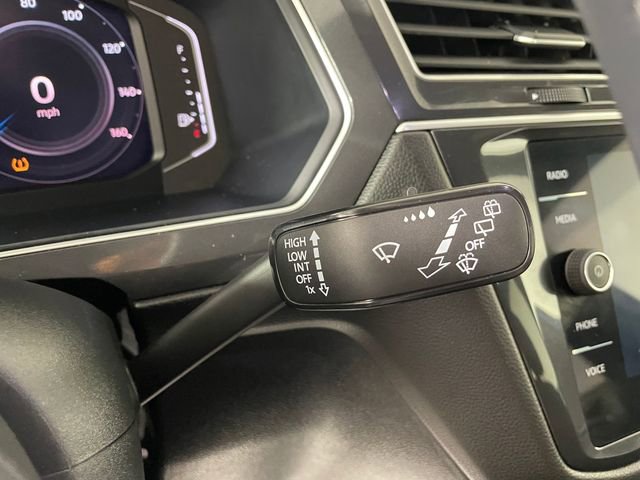 80
100
120
140
160
0
mph
F
HIGH
LOW
INT
OFF
1x
OFF
RADIO
MEDIA
PHONE
VOICE